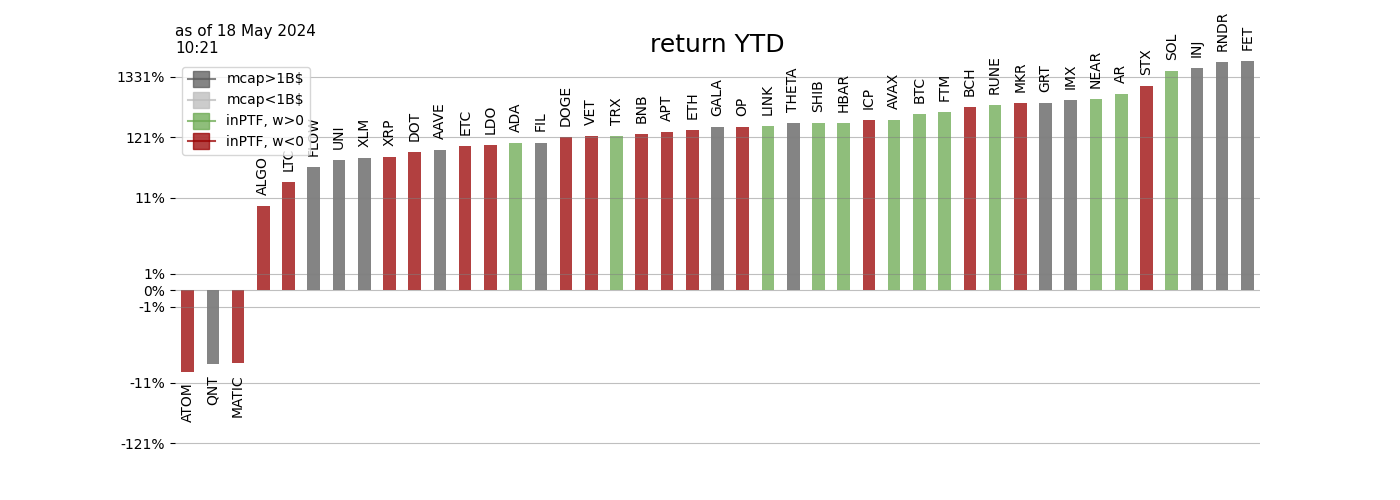 as of 18 May 2024
10:21
return YTD
mcap>1B$
mcap<1B$
inPTF, w>0
inPTF, w<0
1331%
121%
11%
1%
0%
-1%
-11%
-121%
ATOM
QNT
MATIC
ALGO
LTC
FLOW
UNI
XLM
XRP
DOT
AAVE
ETC
LDO
ADA
FIL
DOGE
VET
TRX
BNB
APT
ETH
GALA
OP
LINK
THETA
SHIB
HBAR
ICP
AVAX
BTC
FTM
BCH
RUNE
MKR
GRT
IMX
NEAR
AR
STX
SOL
INJ
RNDR
FET